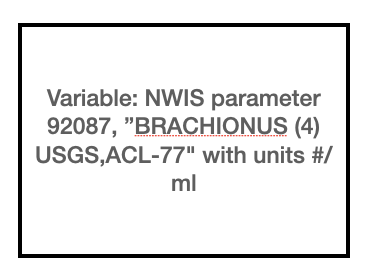 Variable: NWIS parameter
92087, ”BRACHIONUS (4)
USGS,ACL-77" with units #/
ml